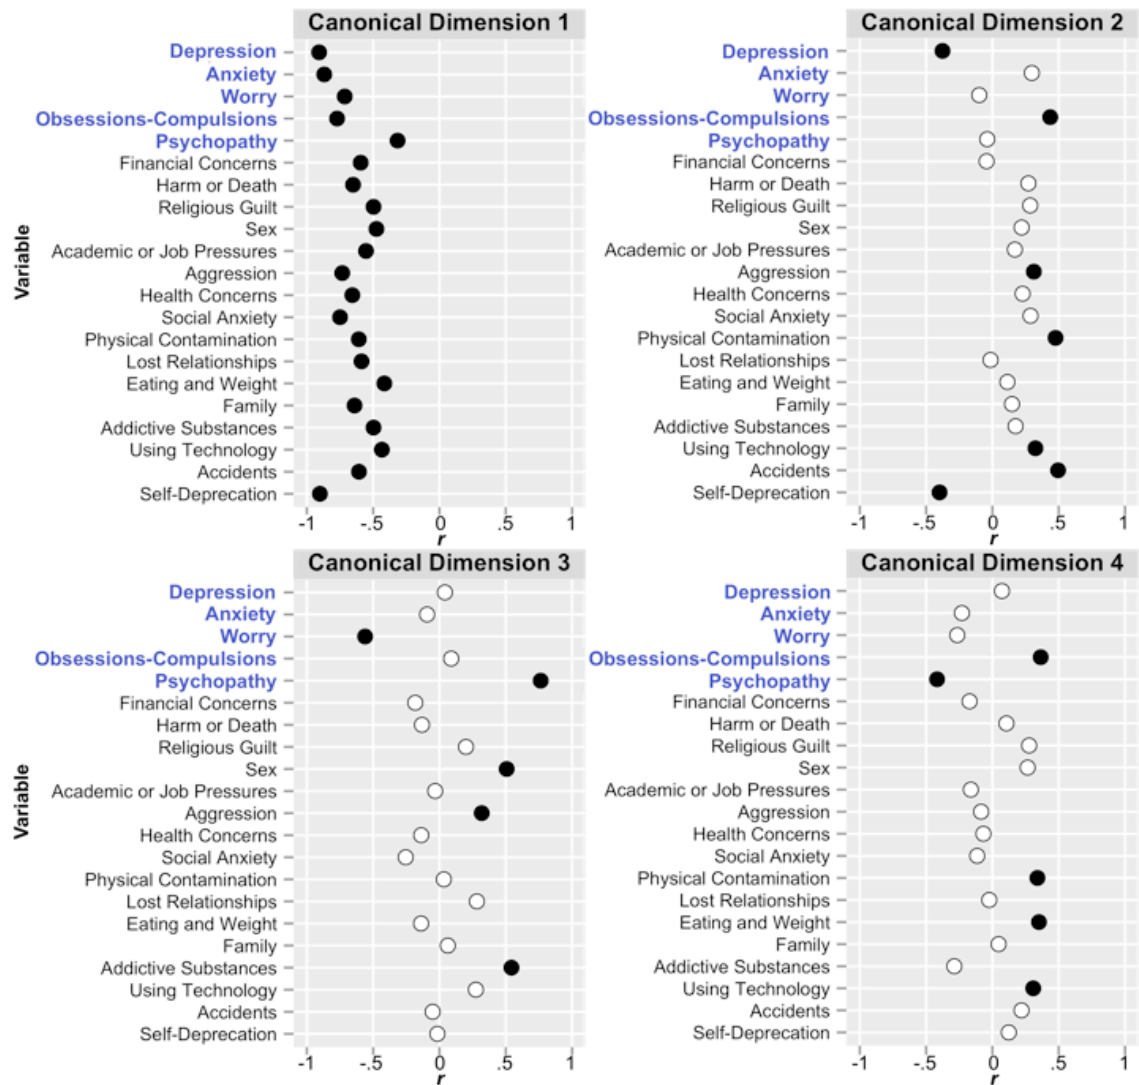 Canonical Dimension 1
Variable
Depression
Anxiety
Worry
Obsessions-Compulsions
Psychopathy
Financial Concerns
Harm or Death
Religious Guilt
Sex
Academic or Job Pressures
Aggression
Health Concerns
Social Anxiety
Physical Contamination
Lost Relationships
Eating and Weight
Family
Addictive Substances
Using Technology
Accidents
Self-Deprecation
-1 -.5 0 .5 1
r
Canonical Dimension 2
Depression
Anxiety
Worry
Obsessions-Compulsions
Psychopathy
Financial Concerns
Harm or Death
Religious Guilt
Sex
Academic or Job Pressures
Aggression
Health Concerns
Social Anxiety
Physical Contamination
Lost Relationships
Eating and Weight
Family
Addictive Substances
Using Technology
Accidents
Self-Deprecation
-1 -.5 0 .5 1
r
Canonical Dimension 3
Variable
Depression
Anxiety
Worry
Obsessions-Compulsions
Psychopathy
Financial Concerns
Harm or Death
Religious Guilt
Sex
Academic or Job Pressures
Aggression
Health Concerns
Social Anxiety
Physical Contamination
Lost Relationships
Eating and Weight
Family
Addictive Substances
Using Technology
Accidents
Self-Deprecation
-1 -.5 0 .5 1
r
Canonical Dimension 4
Depression
Anxiety
Worry
Obsessions-Compulsions
Psychopathy
Financial Concerns
Harm or Death
Religious Guilt
Sex
Academic or Job Pressures
Aggression
Health Concerns
Social Anxiety
Physical Contamination
Lost Relationships
Eating and Weight
Family
Addictive Substances
Using Technology
Accidents
Self-Deprecation
-1 -.5 0 .5 1
r